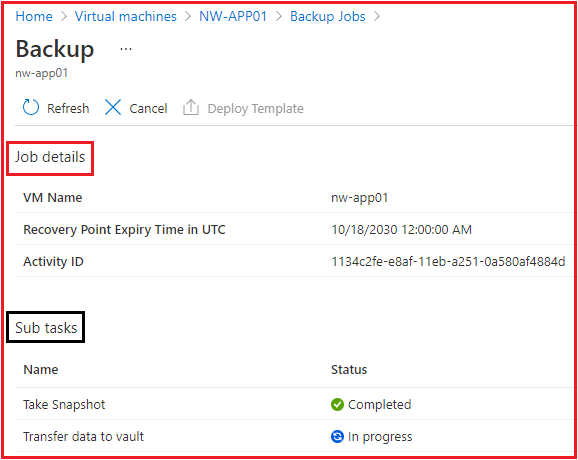 Home > Virtual machines > NW-APP01 > Backup Jobs >
Backup ...
nw-app01
Refresh Cancel Deploy Template
Job details
VM Name nw-app01
Recovery Point Expiry Time in UTC 10/18/2030 12:00:00 AM
Activity ID 1134c2fe-e8af-11eb-a251-0a580af4884d
Sub tasks
Name Status
Take Snapshot Completed
Transfer data to vault In progress